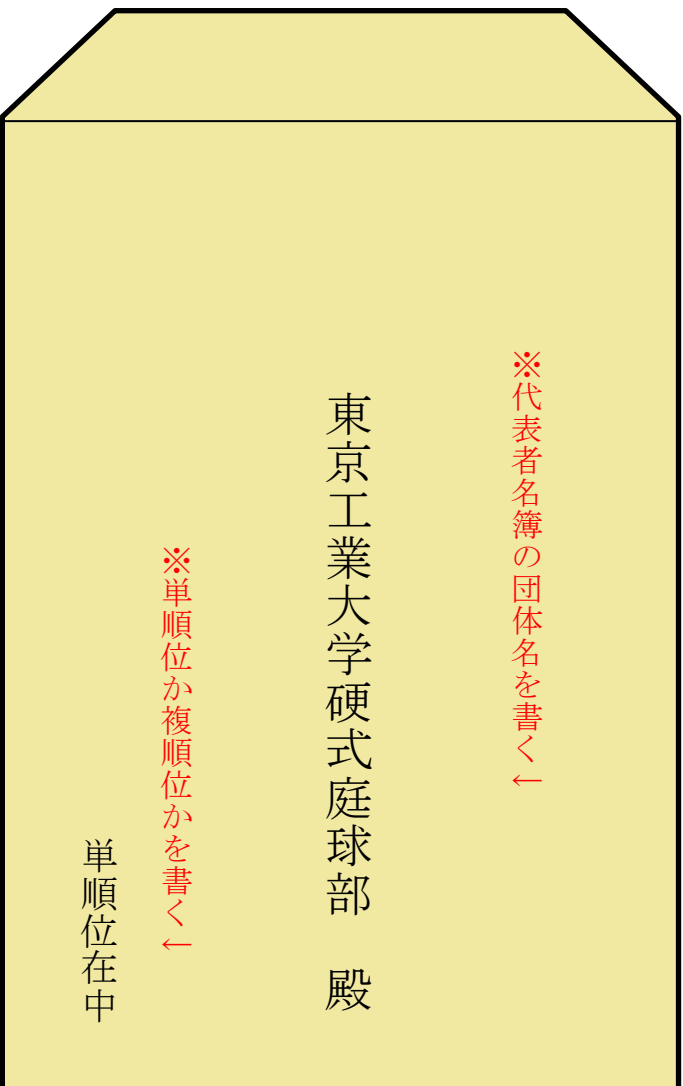 ※代表者名簿の団体名を書く←
東京工業大学硬式庭球部　殿
※単順位か複順位かを書く←
単順位在中